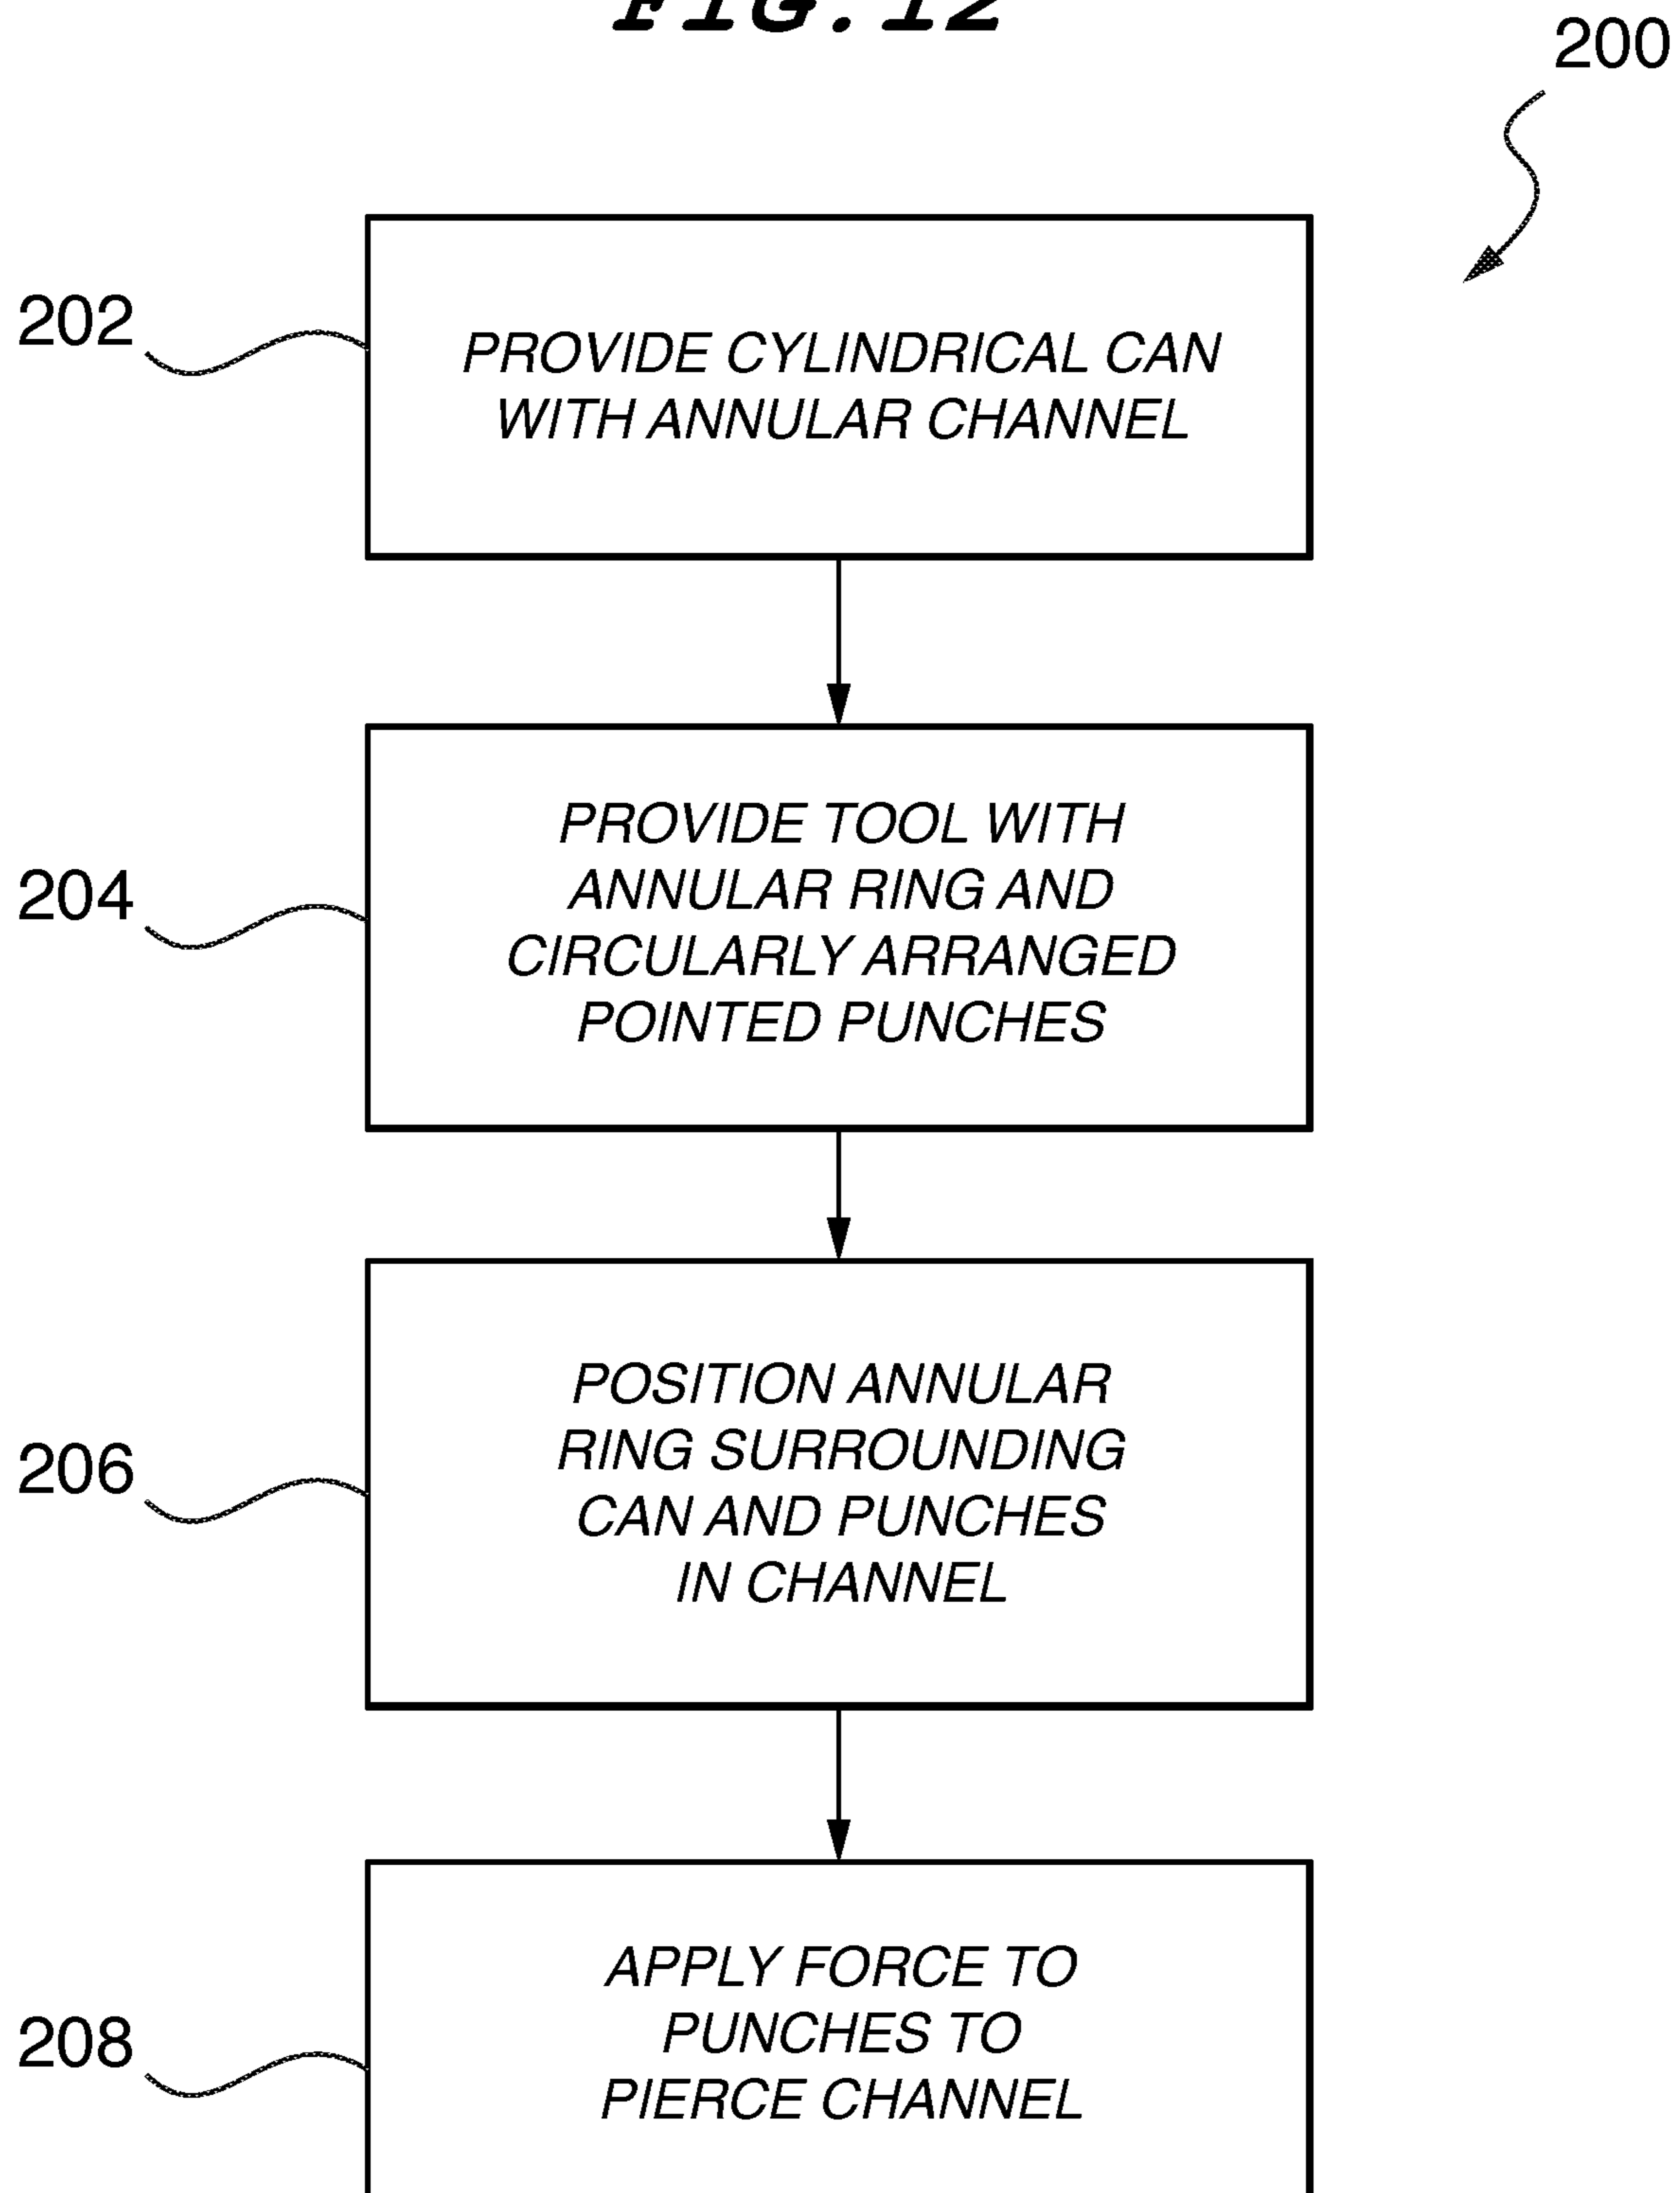 FIG. 12
200
202
PROVIDE CYLINDRICAL CAN
WITH ANNULAR CHANNEL
204
PROVIDE TOOL WITH
ANNULAR RING AND
CIRCULARLY ARRANGED
POINTED PUNCHES
206
POSITION ANNULAR
RING SURROUNDING
CAN AND PUNCHES
IN CHANNEL
208
APPLY FORCE TO
PUNCHES TO
PIERCE CHANNEL